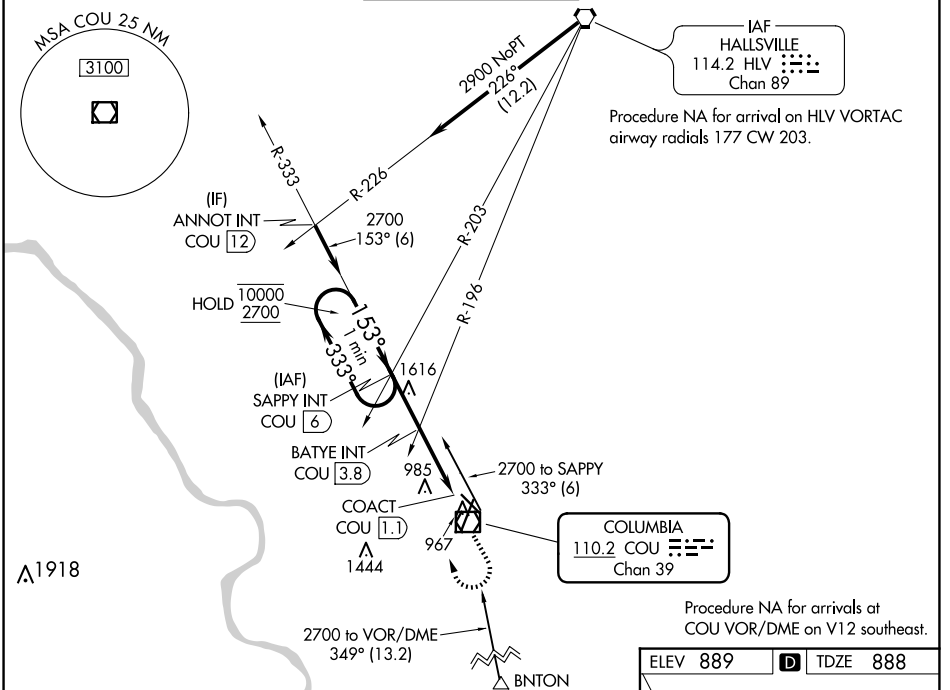 MSA COU 25 NM
3100
IAF
HALLSVILLE
114.2 HLV
Chan 89
2900 NoPT
226°
(12.2)
Procedure NA for arrival on HLV VORTAC
airway radials 177 CW 203.
R-333
R-226
R-203
R-196
(IF)
ANNOT INT
COU 12
2700
153° (6)
HOLD 10000
2700
153°
1 min
333°
(IAF)
SAPPY INT
COU 6
1616
BATYE INT
COU 3.8
985
2700 to SAPPY
333° (6)
COACT
COU 1.1
967
1444
COLUMBIA
110.2 COU
Chan 39
1918
Procedure NA for arrivals at
COU VOR/DME on V12 southeast.
2700 to VOR/DME
349° (13.2)
BNTON
ELEV 889 D TDZE 888